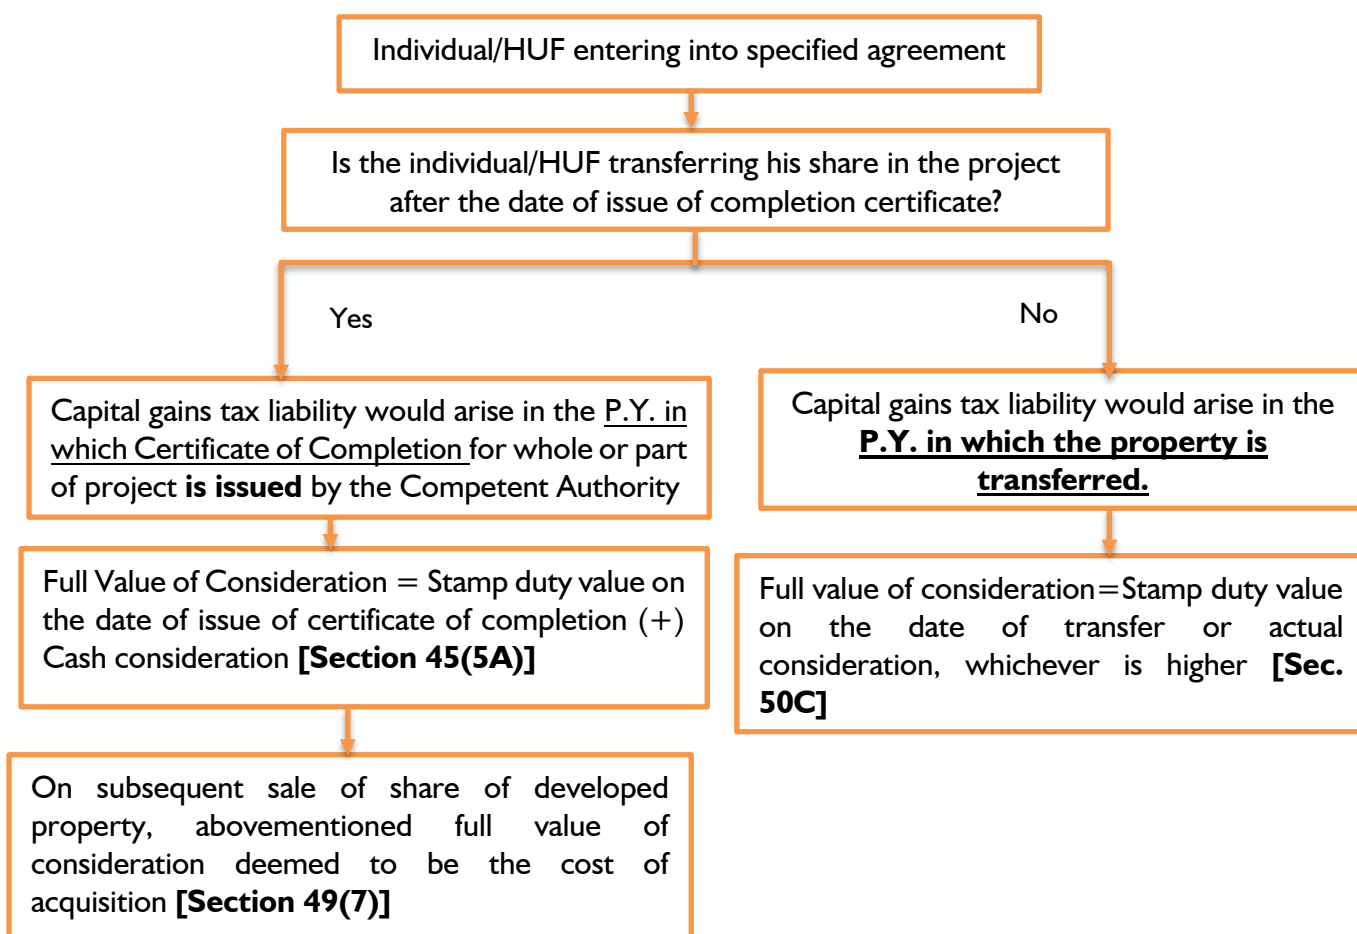 Individual/HUF entering into specified agreement
Is the individual/HUF transferring his share in the project
after the date of issue of completion certificate?
Yes
No
Capital gains tax liability would arise in the P.Y. in
which Certificate of Completion for whole or part
of project is issued by the Competent Authority
Capital gains tax liability would arise in the
P.Y. in which the property is
transferred.
Full Value of Consideration = Stamp duty value on
the date of issue of certificate of completion (+)
Cash consideration [Section 45(5A)]
Full value of consideration=Stamp duty value
on the date of transfer or actual
consideration, whichever is higher [Sec.
50C]
On subsequent sale of share of developed
property, abovementioned full value of
consideration deemed to be the cost of
acquisition [Section 49(7)]